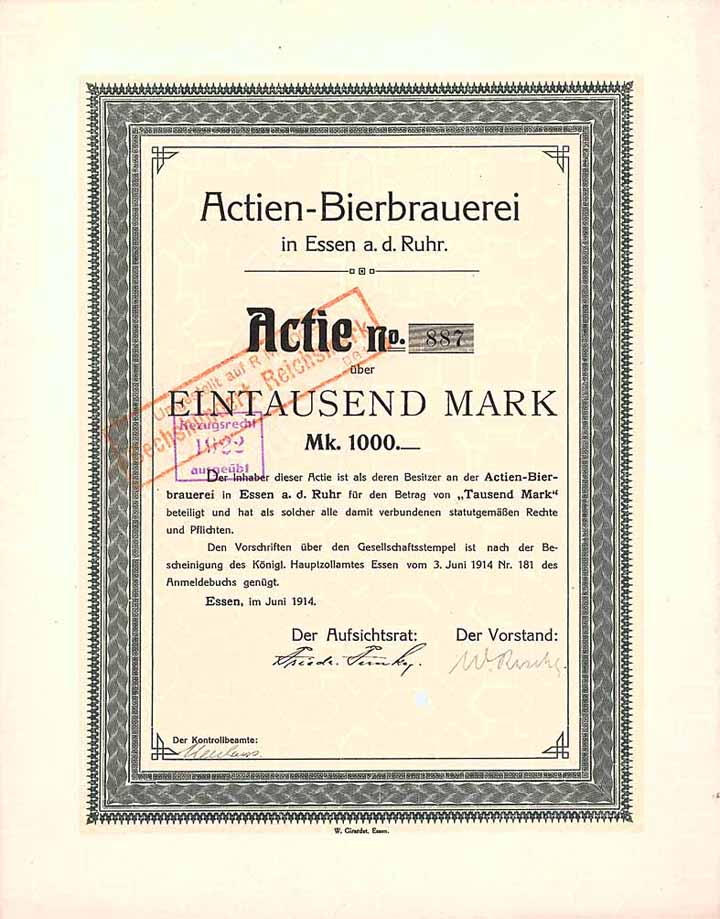 Actien-Bierbrauerei
in Essen a. d. Ruhr.
Actie No. 887
über
EINTAUSEND MARK
Mk. 1000.—
Umgestellt auf R.M.
Reichsmark
Bezugsrecht
1922
ausgeübt
Der Inhaber dieser Actie ist als deren Besitzer an der Actien-Bier-
brauerei in Essen a. d. Ruhr für den Betrag von „Tausend Mark“
beteiligt und hat als solcher alle damit verbundenen statutgemäßen Rechte
und Pflichten.
Den Vorschriften über den Gesellschaftsstempel ist nach der Be-
scheinigung des Königl. Hauptzollamtes Essen vom 3. Juni 1914 Nr. 181 des
Anmeldebuchs genügt.
Essen, im Juni 1914.
Der Aufsichtsrat: Der Vorstand:
Der Kontrollbeamte:
W. Girardet, Essen.